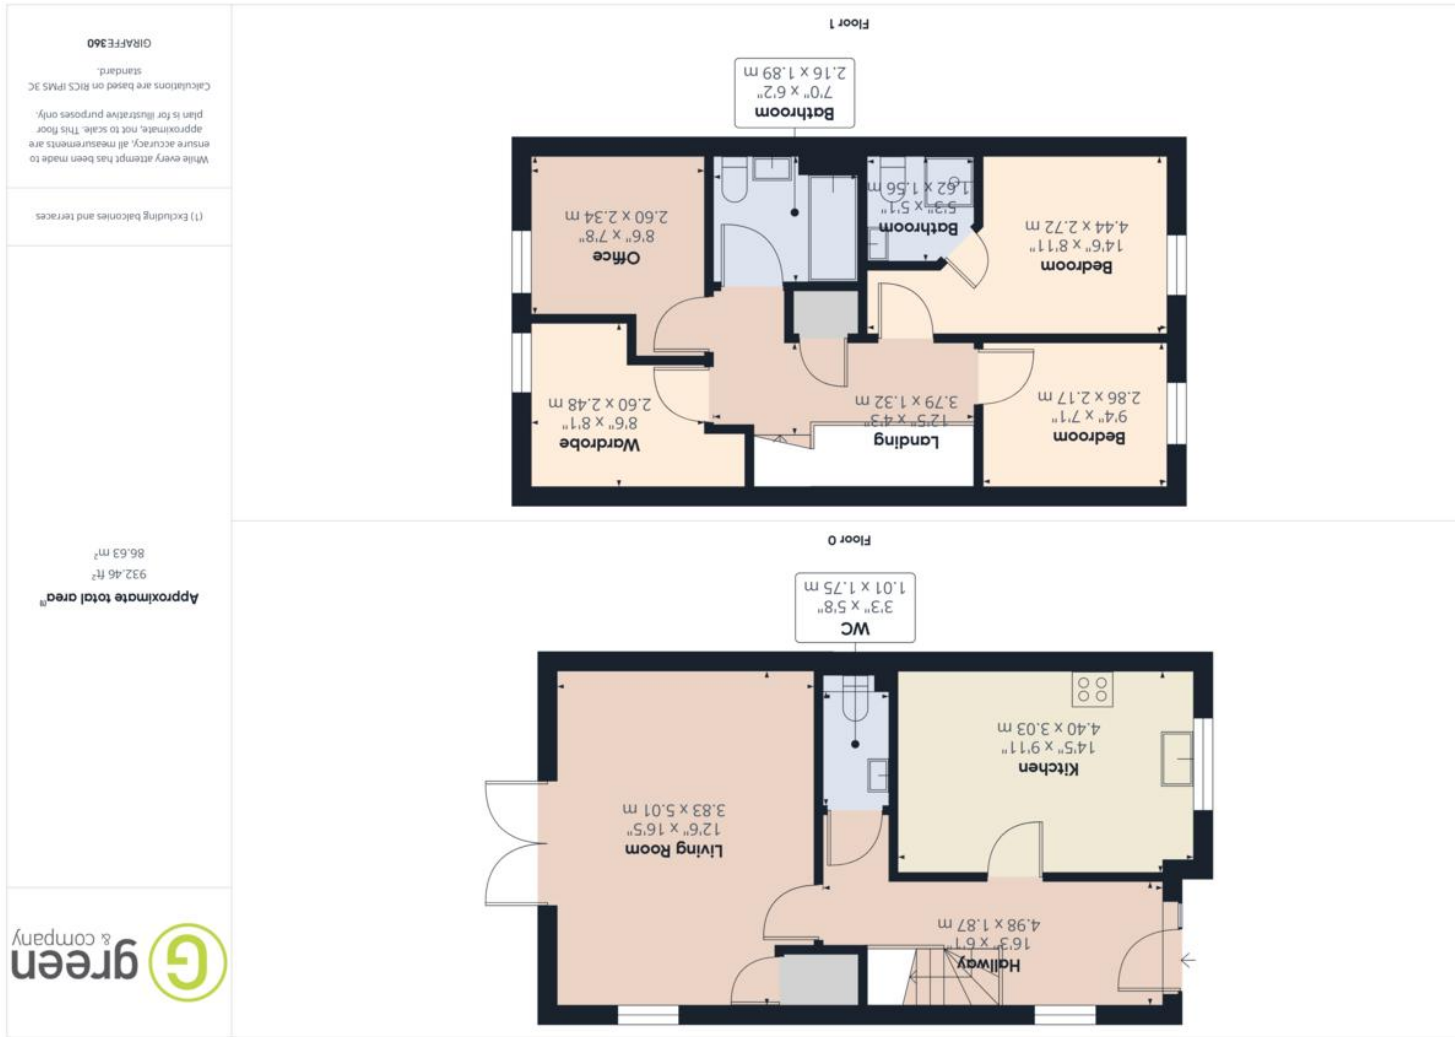 green
& company
Approximate total area⁽¹⁾
932.46 ft²
86.63 m²
(1) Excluding balconies and terraces
While every attempt has been made to
ensure accuracy, all measurements are
approximate, not to scale. This floor
plan is for illustrative purposes only.
Calculations are based on RICS IPMS 3C
standard.
GIRAFFE360
Hallway
16'3" x 6'1"
4.98 x 1.87 m
Living Room
12'6" x 16'5"
3.83 x 5.01 m
Kitchen
14'5" x 9'11"
4.40 x 3.03 m
WC
3'3" x 5'8"
1.01 x 1.75 m
Floor 0
Bedroom
9'4" x 7'1"
2.86 x 2.17 m
Landing
12'5" x 4'3"
3.79 x 1.32 m
Wardrobe
8'6" x 8'1"
2.60 x 2.48 m
Bedroom
14'6" x 8'11"
4.44 x 2.72 m
Bathroom
5'3" x 5'1"
1.62 x 1.56 m
Office
8'6" x 7'8"
2.60 x 2.34 m
Bathroom
7'0" x 6'2"
2.16 x 1.89 m
Floor 1